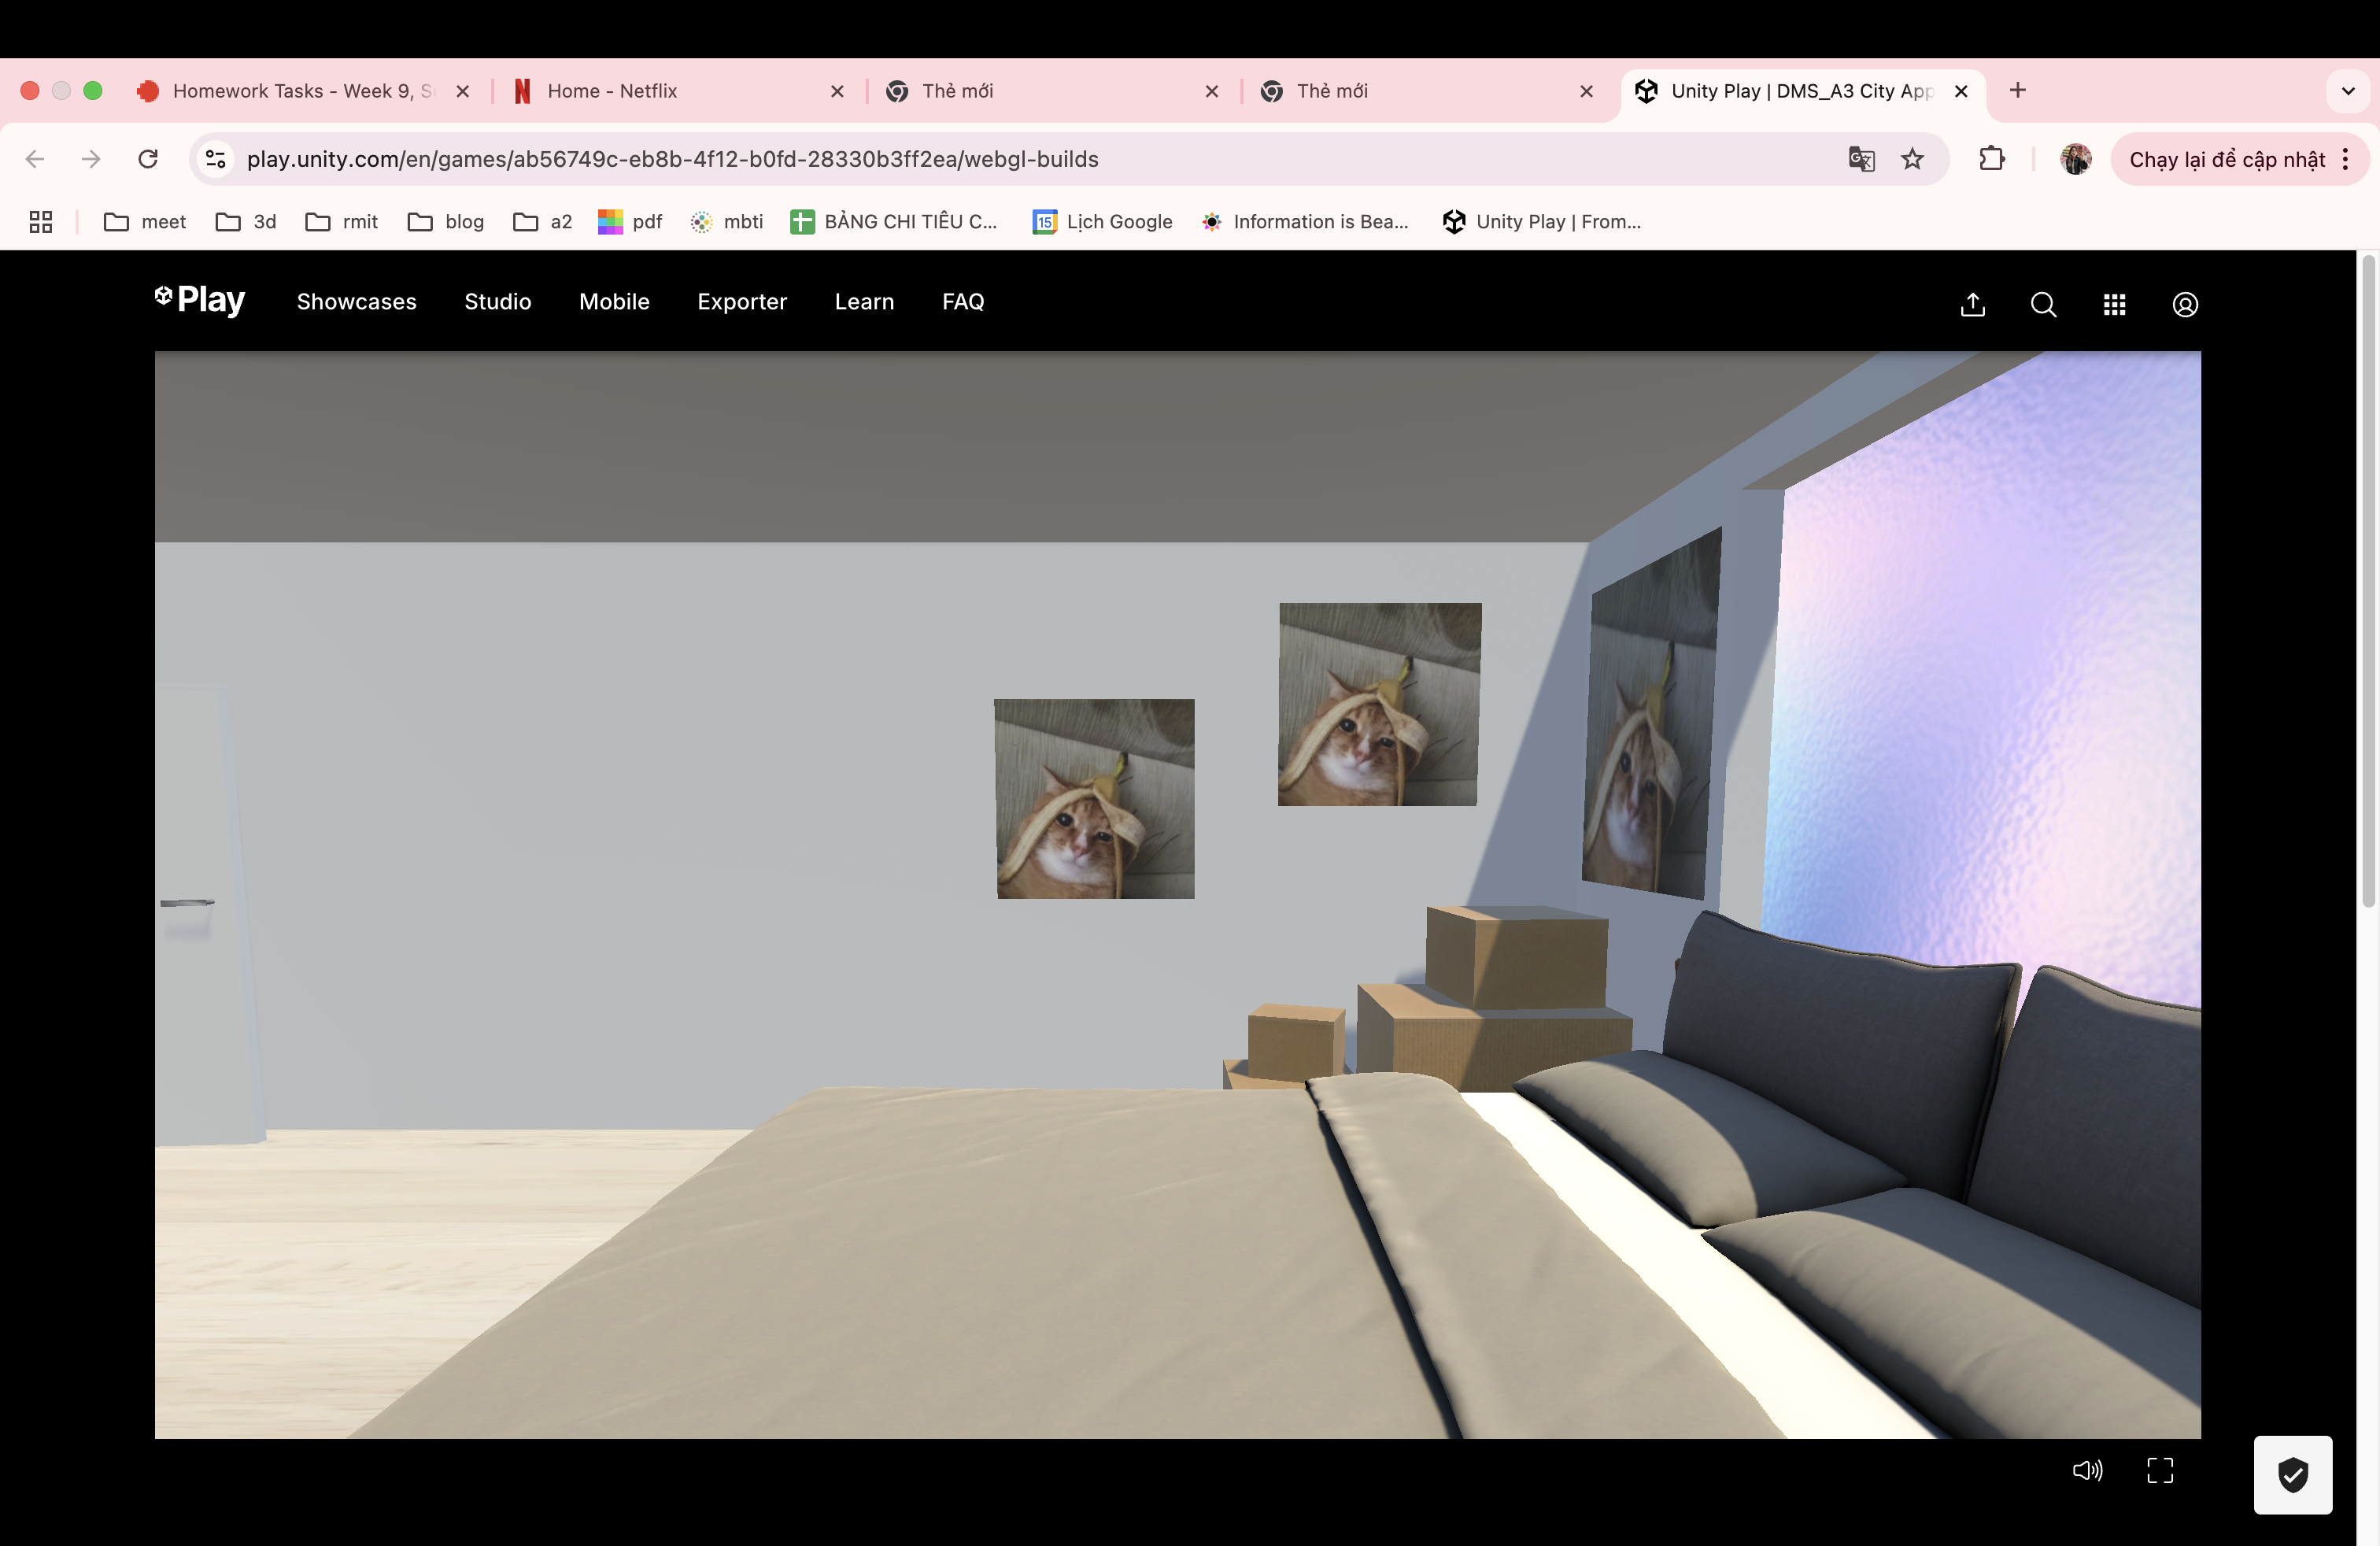 Homework Tasks - Week 9, S
Home - Netflix
Thẻ mới
Thẻ mới
Unity Play | DMS_A3 City App
play.unity.com/en/games/ab56749c-eb8b-4f12-b0fd-28330b3ff2ea/webgl-builds
Chạy lại để cập nhật
meet
3d
rmit
blog
a2
pdf
mbti
BẢNG CHI TIÊU C...
15
Lịch Google
Information is Bea...
Unity Play | From...
Play
Showcases
Studio
Mobile
Exporter
Learn
FAQ